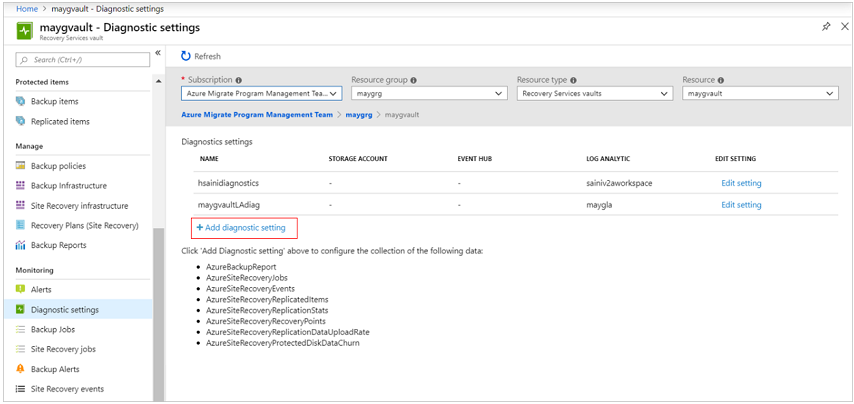 Home > maygvault - Diagnostic settings
maygvault - Diagnostic settings
Recovery Services vault
Search (Ctrl+/)
Protected items
Backup items
Replicated items
Manage
Backup policies
Backup Infrastructure
Site Recovery infrastructure
Recovery Plans (Site Recovery)
Backup Reports
Monitoring
Alerts
Diagnostic settings
Backup Jobs
Site Recovery jobs
Backup Alerts
Site Recovery events
Refresh
* Subscription Resource group Resource type Resource
Azure Migrate Program Management Tea... maygrg Recovery Services vaults maygvault
Azure Migrate Program Management Team > maygrg > maygvault
Diagnostics settings
NAME STORAGE ACCOUNT EVENT HUB LOG ANALYTIC EDIT SETTING
hsainidiagnostics - - sainiv2aworkspace Edit setting
maygvaultLAdiag - - maygla Edit setting
+ Add diagnostic setting
Click 'Add Diagnostic setting' above to configure the collection of the following data:
• AzureBackupReport
• AzureSiteRecoveryJobs
• AzureSiteRecoveryEvents
• AzureSiteRecoveryReplicatedItems
• AzureSiteRecoveryReplicationStats
• AzureSiteRecoveryRecoveryPoints
• AzureSiteRecoveryReplicationDataUploadRate
• AzureSiteRecoveryProtectedDiskDataChurn